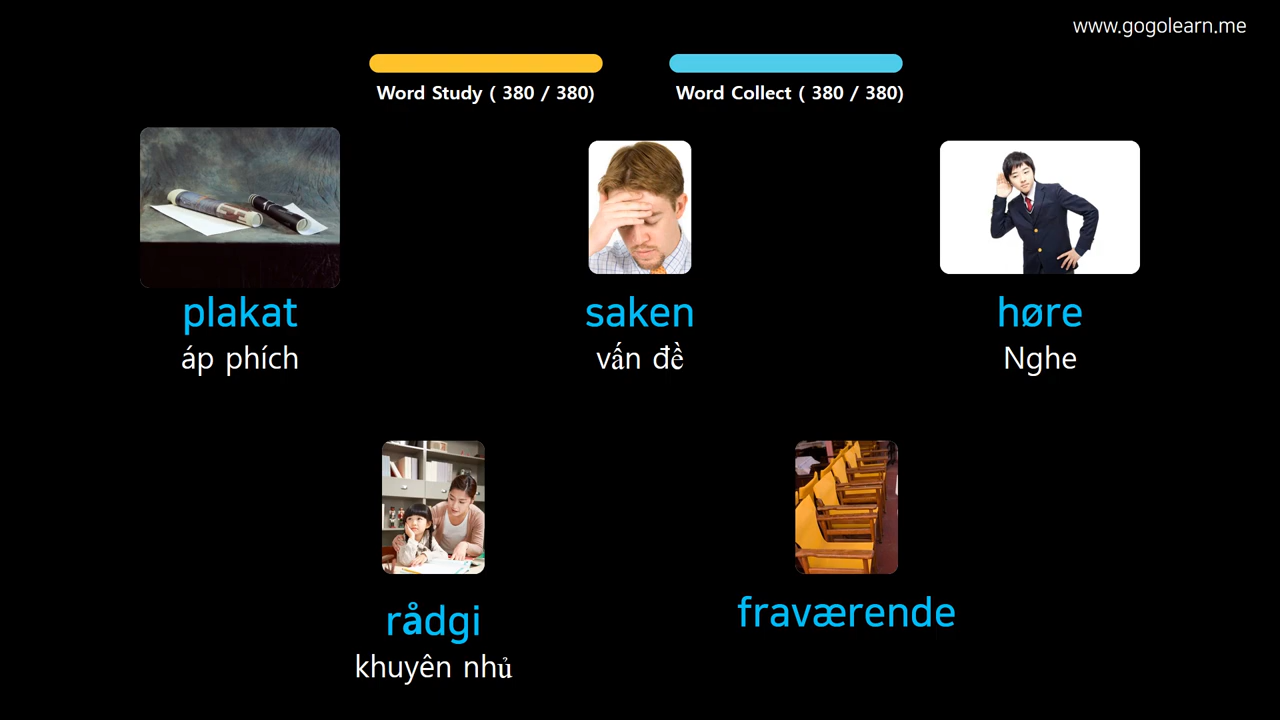 www.gogolearn.me
Word Study ( 380 / 380)
Word Collect ( 380 / 380)
plakat
áp phích
saken
vấn đề
høre
Nghe
rådgi
khuyên nhủ
fraværende